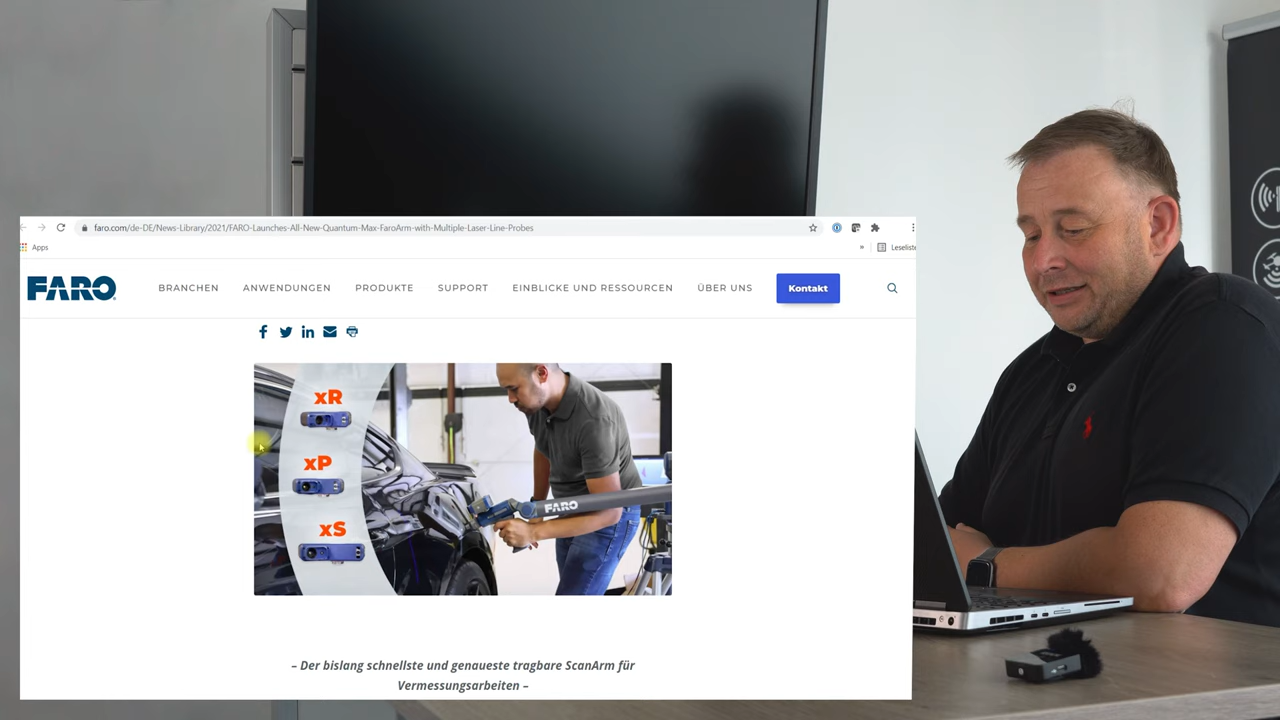 faro.com/de-DE/News-Library/2021/FARO-Launches-All-New-Quantum-Max-FaroArm-with-Multiple-Laser-Line-Probes
Apps
»
Leseliste
FARO
BRANCHEN
ANWENDUNGEN
PRODUKTE
SUPPORT
EINBLICKE UND RESSOURCEN
ÜBER UNS
Kontakt
xR
xP
xS
FARO
– Der bislang schnellste und genaueste tragbare ScanArm für
Vermessungsarbeiten –